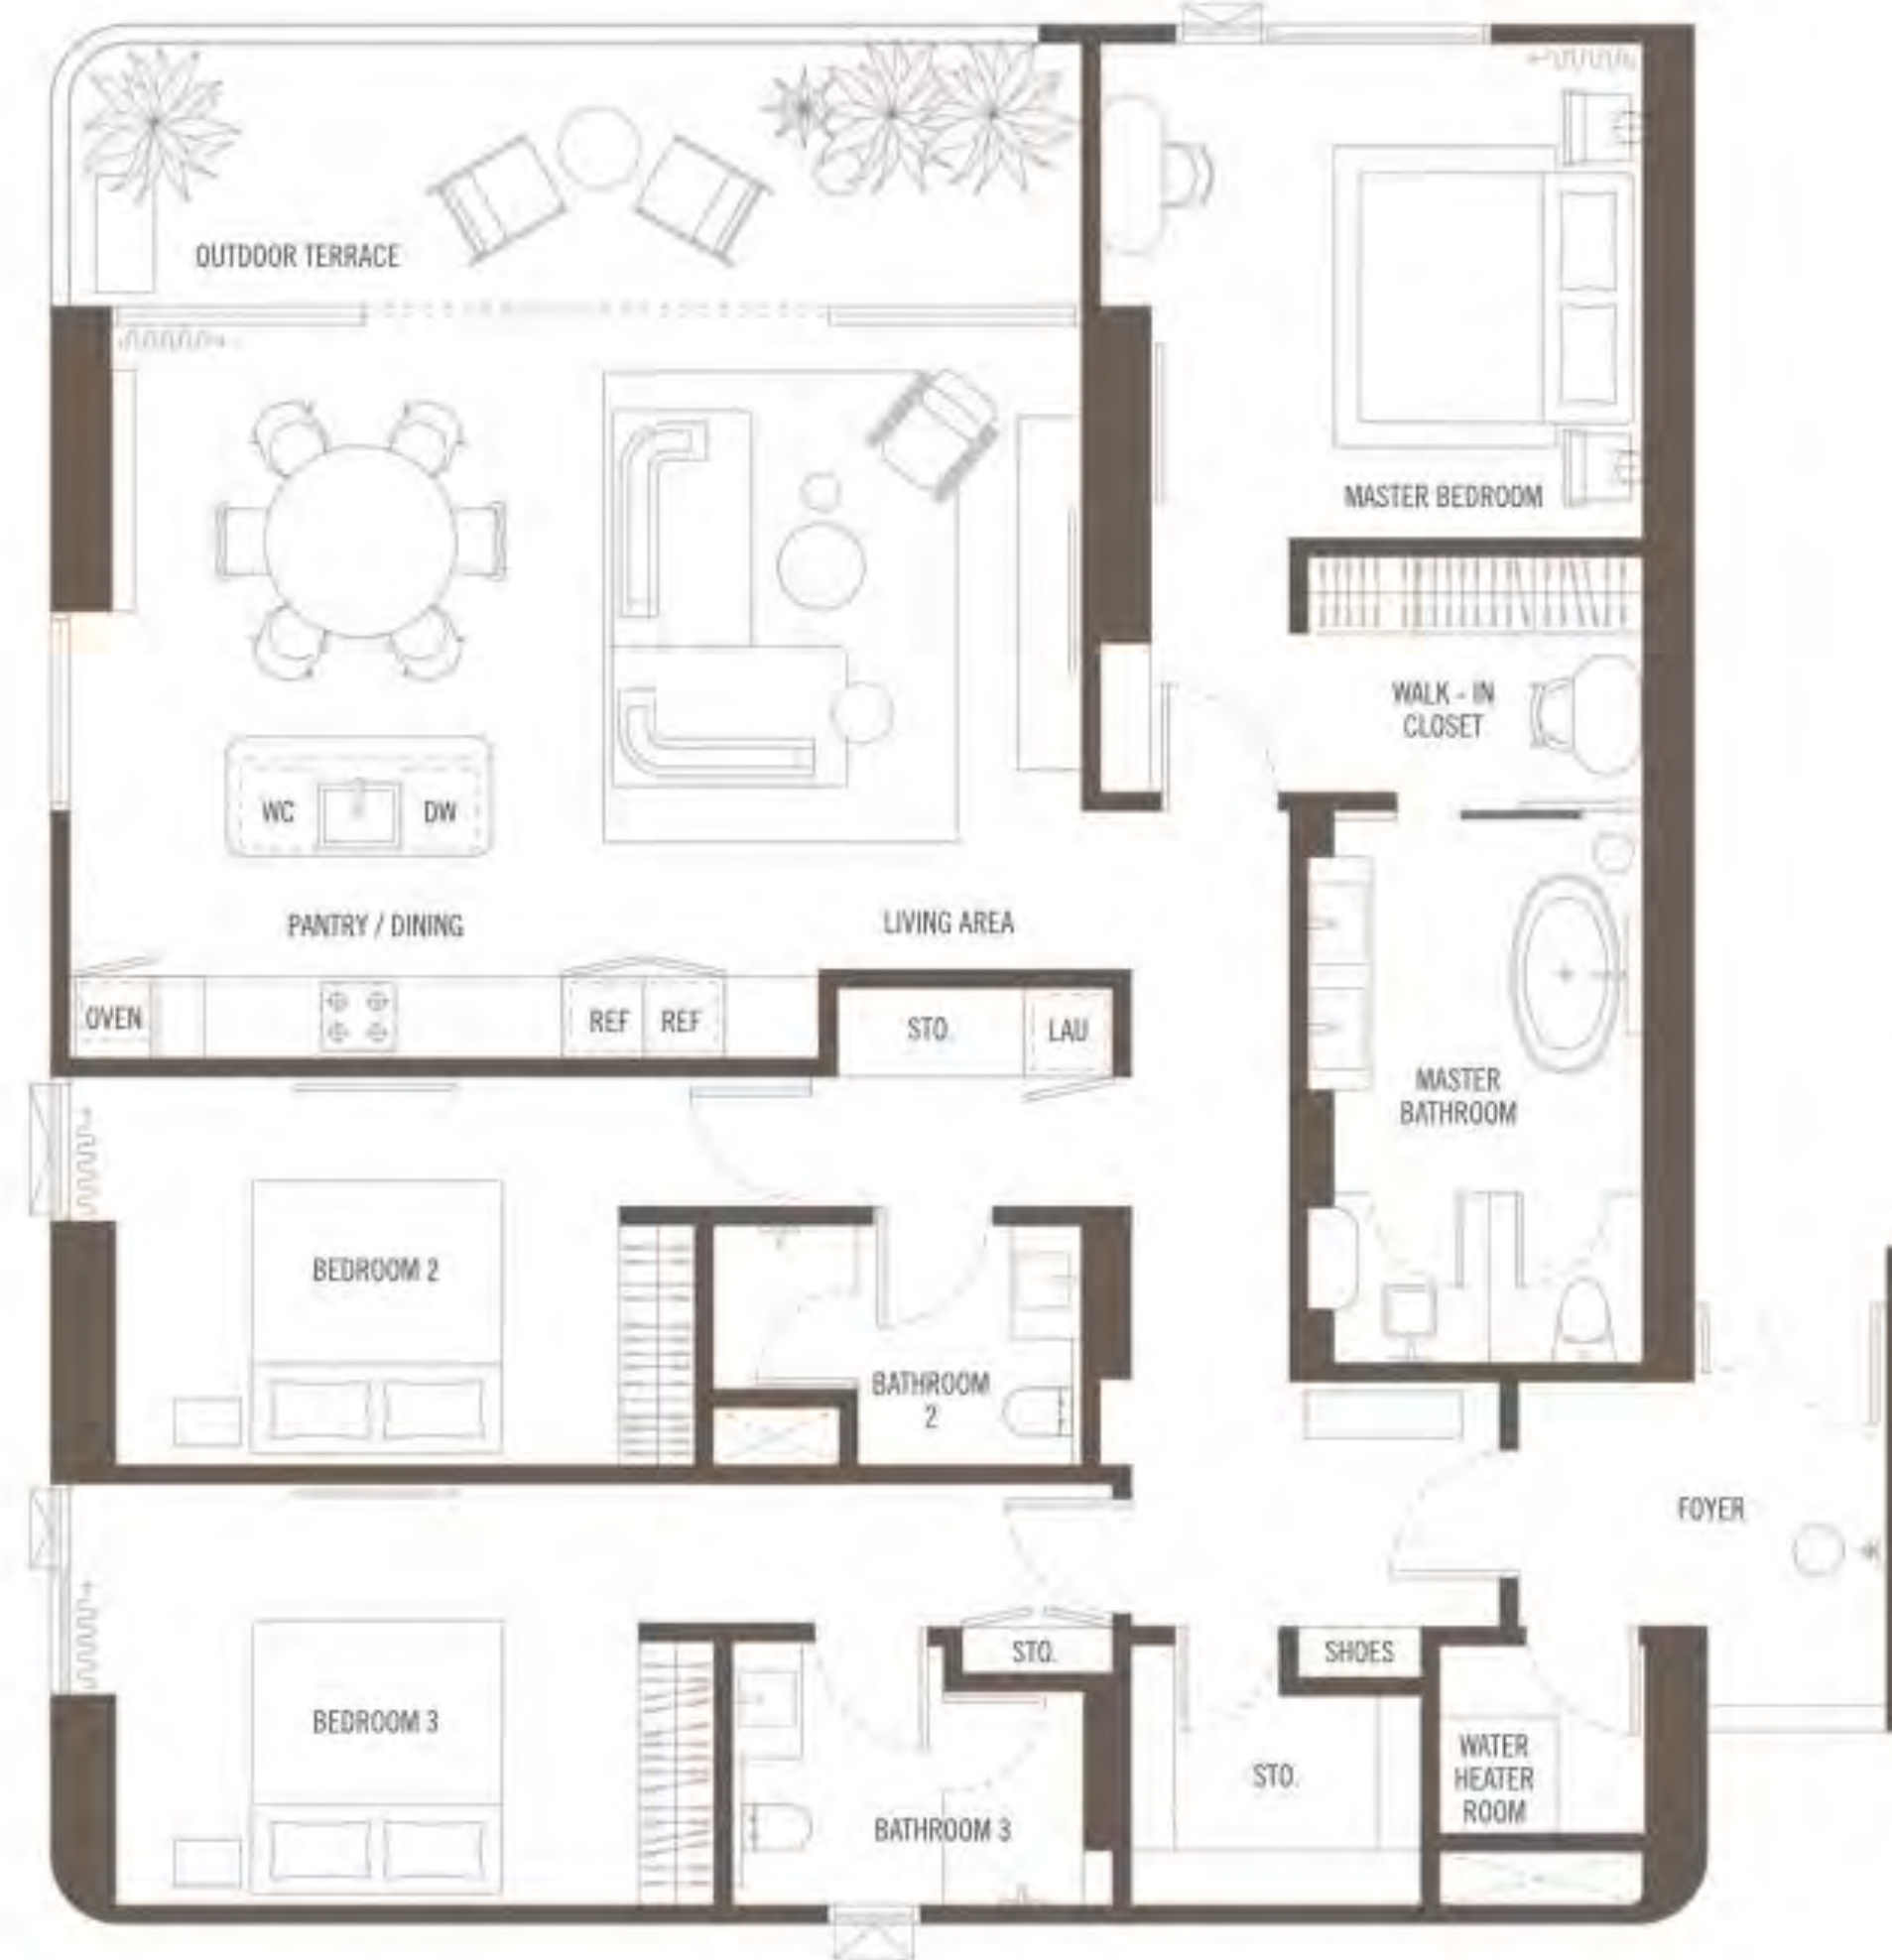 OUTDOOR TERRACE
MASTER BEDROOM
WALK - IN
CLOSET
WC
DW
PANTRY / DINING
LIVING AREA
OVEN
REF
REF
STO.
LAU
MASTER
BATHROOM
BEDROOM 2
BATHROOM
2
FOYER
STO.
SHOES
BEDROOM 3
WATER
HEATER
ROOM
STO.
BATHROOM 3